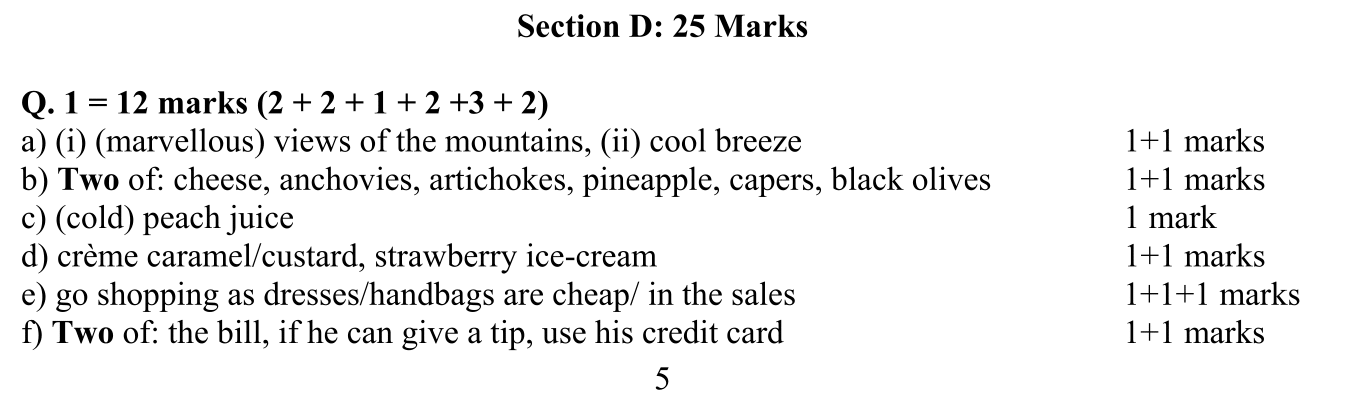 Section D: 25 Marks
Q. 1 = 12 marks (2 + 2 + 1 + 2 +3 + 2)
a) (i) (marvellous) views of the mountains, (ii) cool breeze 1+1 marks
b) Two of: cheese, anchovies, artichokes, pineapple, capers, black olives 1+1 marks
c) (cold) peach juice 1 mark
d) crème caramel/custard, strawberry ice-cream 1+1 marks
e) go shopping as dresses/handbags are cheap/ in the sales 1+1+1 marks
f) Two of: the bill, if he can give a tip, use his credit card 1+1 marks
5